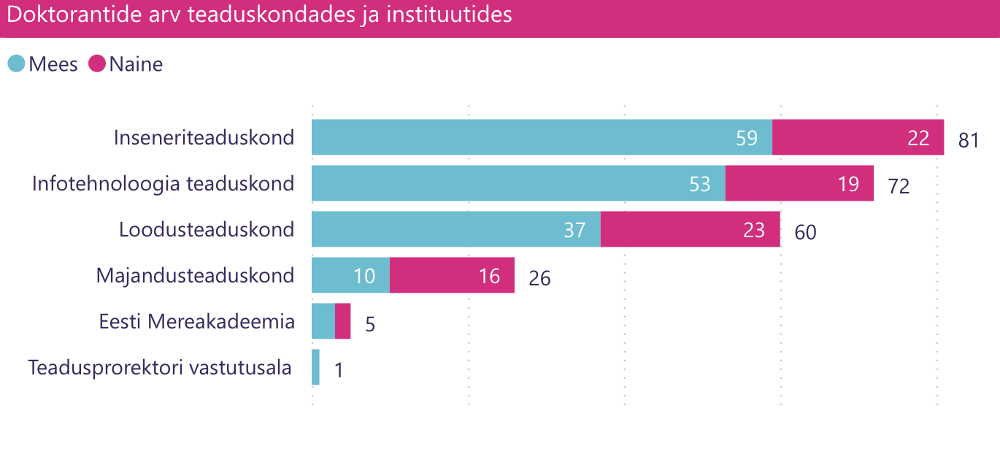 Doktorantide arv teaduskondades ja instituutides
Mees Naine
Inseneriteaduskond 59 22 81
Infotehnoloogia teaduskond 53 19 72
Loodusteaduskond 37 23 60
Majandusteaduskond 10 16 26
Eesti Mereakadeemia 5
Teadusprorektori vastutusala 1